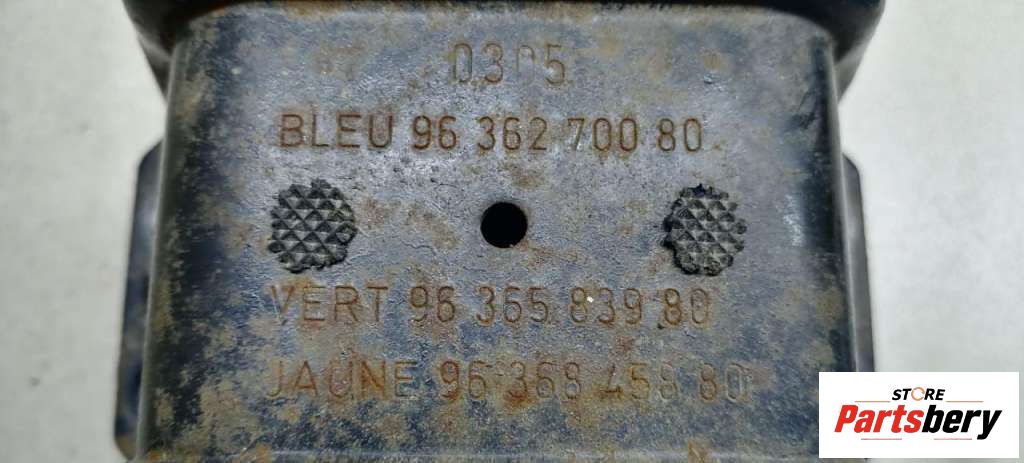 0305
BLEU 96 362 700 80
VERT 96 365 839 80
JAUNE 96 368 458 80
STORE
Partsbery